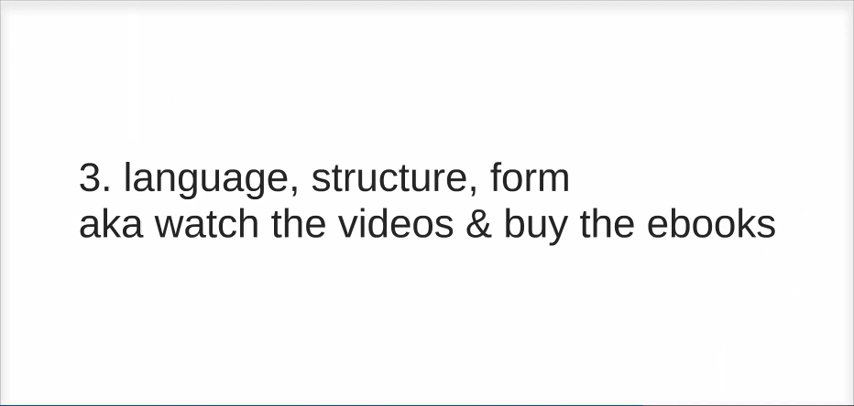 3. language, structure, form
aka watch the videos & buy the ebooks